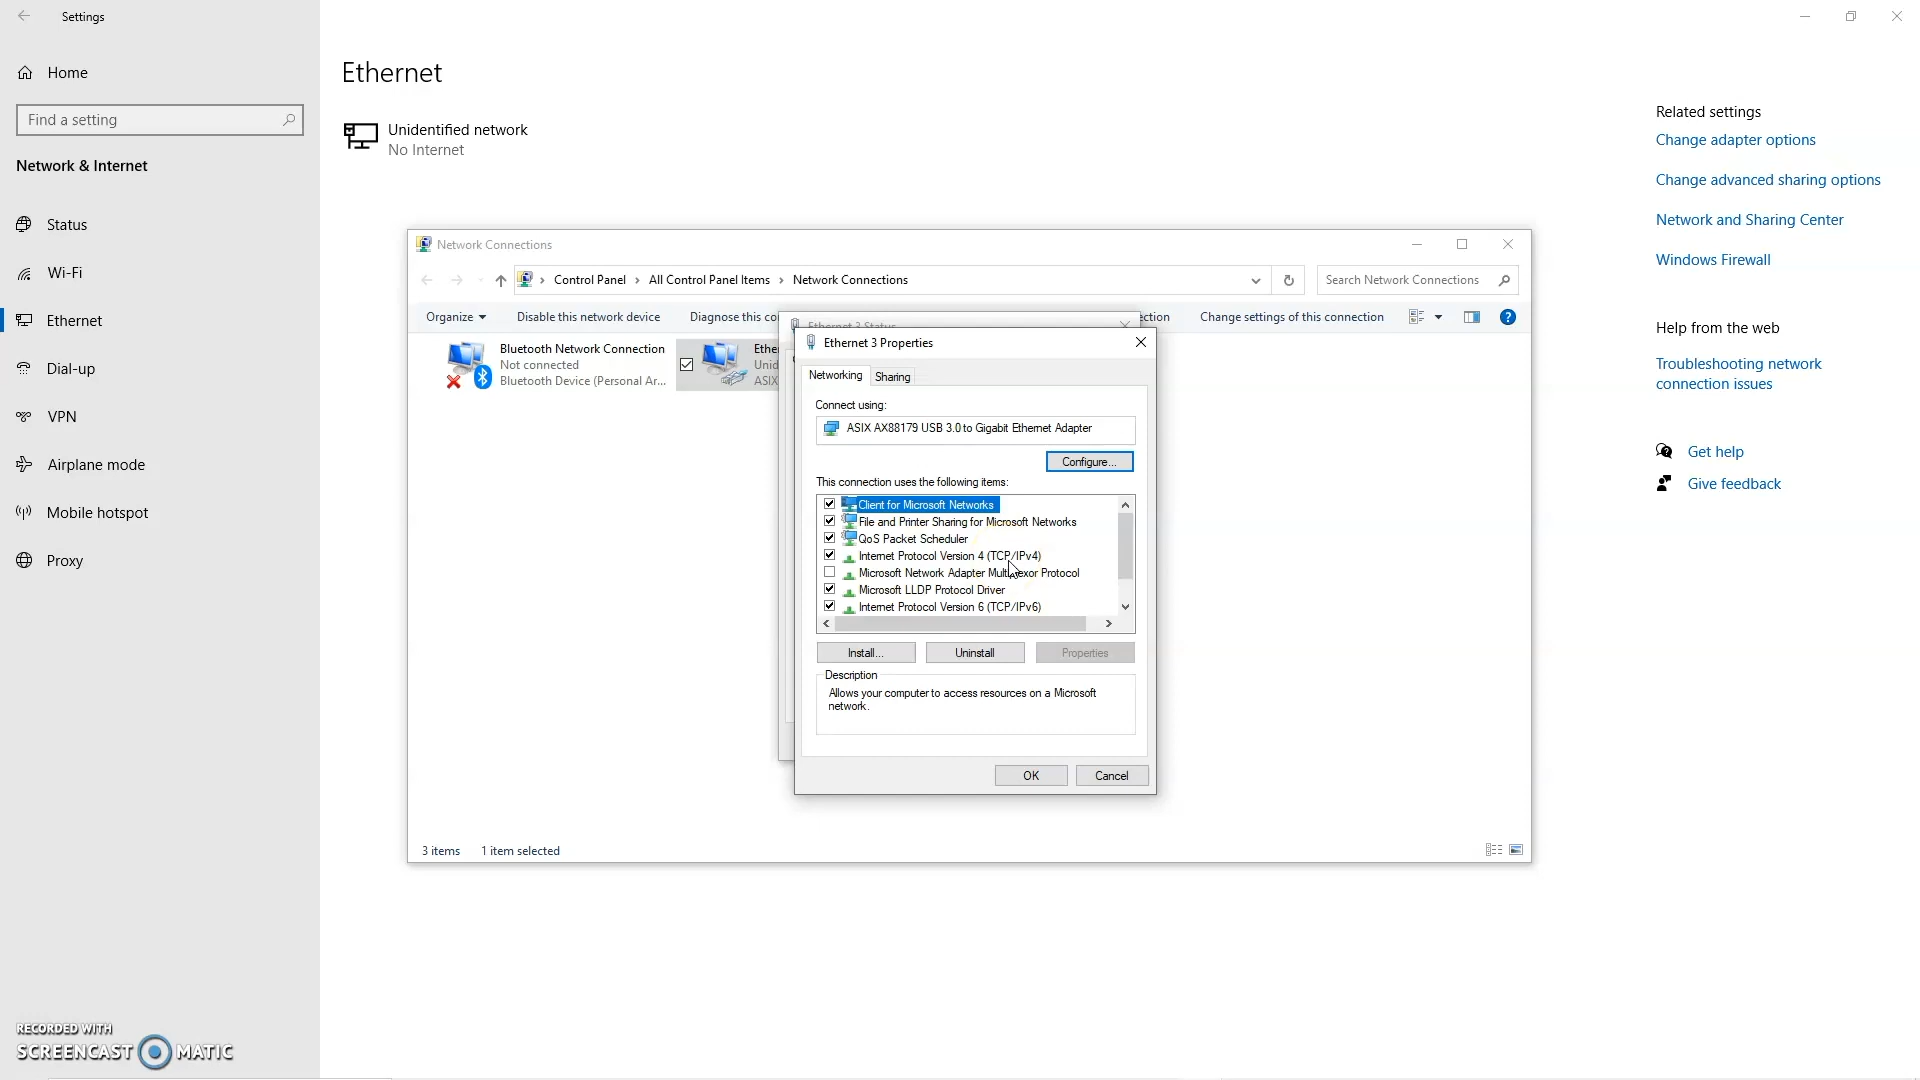 Settings
Home
Find a setting
Network & Internet
Status
Wi-Fi
Ethernet
Dial-up
VPN
Airplane mode
Mobile hotspot
Proxy
RECORDED WITH
SCREENCAST MATIC
Ethernet
Unidentified network
No Internet
Network Connections
Control Panel > All Control Panel Items > Network Connections
Search Network Connections
Organize
Disable this network device
Diagnose this co
ection
Change settings of this connection
Bluetooth Network Connection
Not connected
Bluetooth Device (Personal Ar...
Ethe
Unid
ASIX
Ethernet 3 Status
Ethernet 3 Properties
Networking
Sharing
Connect using:
ASIX AX88179 USB 3.0 to Gigabit Ethernet Adapter
Configure...
This connection uses the following items:
Client for Microsoft Networks
File and Printer Sharing for Microsoft Networks
QoS Packet Scheduler
Internet Protocol Version 4 (TCP/IPv4)
Microsoft Network Adapter Multiplexor Protocol
Microsoft LLDP Protocol Driver
Internet Protocol Version 6 (TCP/IPv6)
Install...
Uninstall
Properties
Description
Allows your computer to access resources on a Microsoft
network.
OK
Cancel
3 items
1 item selected
Related settings
Change adapter options
Change advanced sharing options
Network and Sharing Center
Windows Firewall
Help from the web
Troubleshooting network
connection issues
Get help
Give feedback